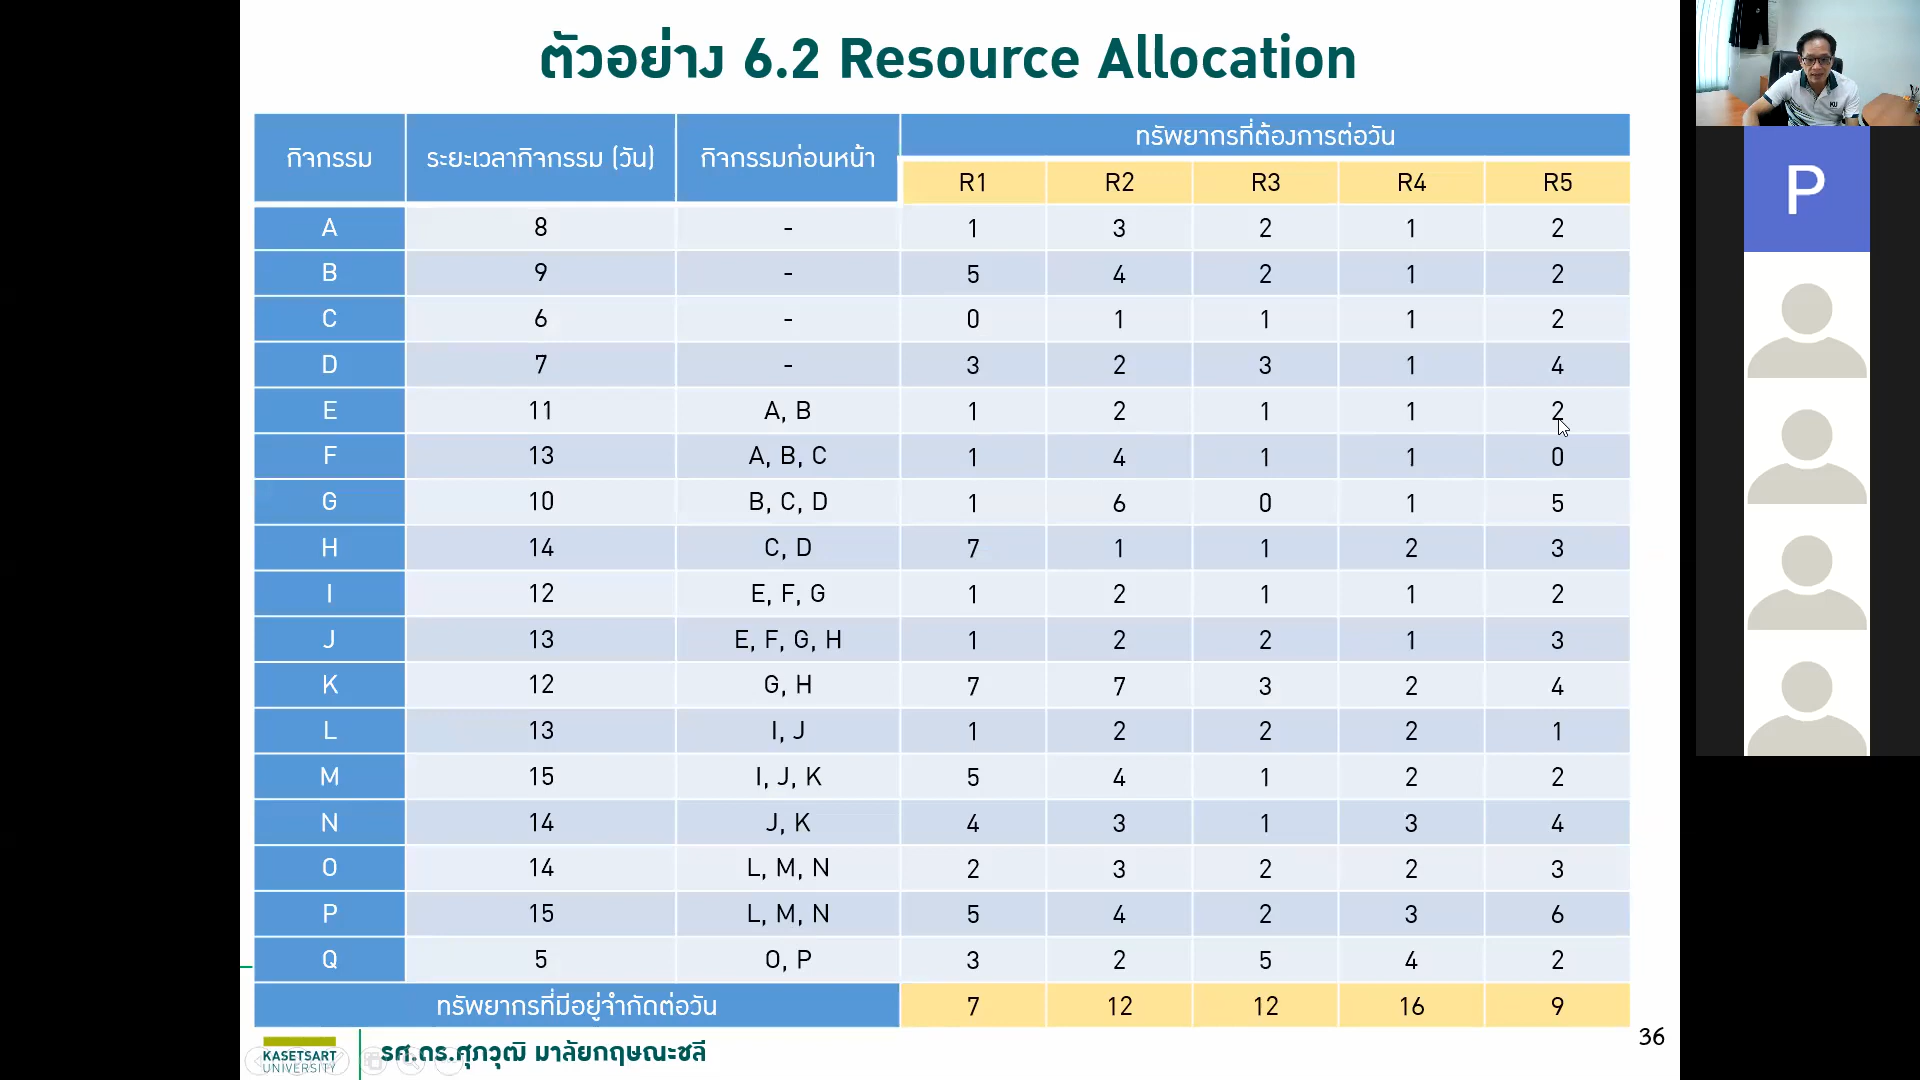 ตัวอย่าง 6.2 Resource Allocation
กิจกรรม ระยะเวลากิจกรรม (วัน) กิจกรรมก่อนหน้า ทรัพยากรที่ต้องการต่อวัน
R1 R2 R3 R4 R5
A 8 - 1 3 2 1 2
B 9 - 5 4 2 1 2
C 6 - 0 1 1 1 2
D 7 - 3 2 3 1 4
E 11 A, B 1 2 1 1 2
F 13 A, B, C 1 4 1 1 0
G 10 B, C, D 1 6 0 1 5
H 14 C, D 7 1 1 2 3
I 12 E, F, G 1 2 1 1 2
J 13 E, F, G, H 1 2 2 1 3
K 12 G, H 7 7 3 2 4
L 13 I, J 1 2 2 2 1
M 15 I, J, K 5 4 1 2 2
N 14 J, K 4 3 1 3 4
O 14 L, M, N 2 3 2 2 3
P 15 L, M, N 5 4 2 3 6
Q 5 O, P 3 2 5 4 2
ทรัพยากรที่มีอยู่จำกัดต่อวัน 7 12 12 16 9
KASETSART
UNIVERSITY
รศ.ดร.ศุภวุฒิ มาลัยกฤษณะชลี
36
P
KU